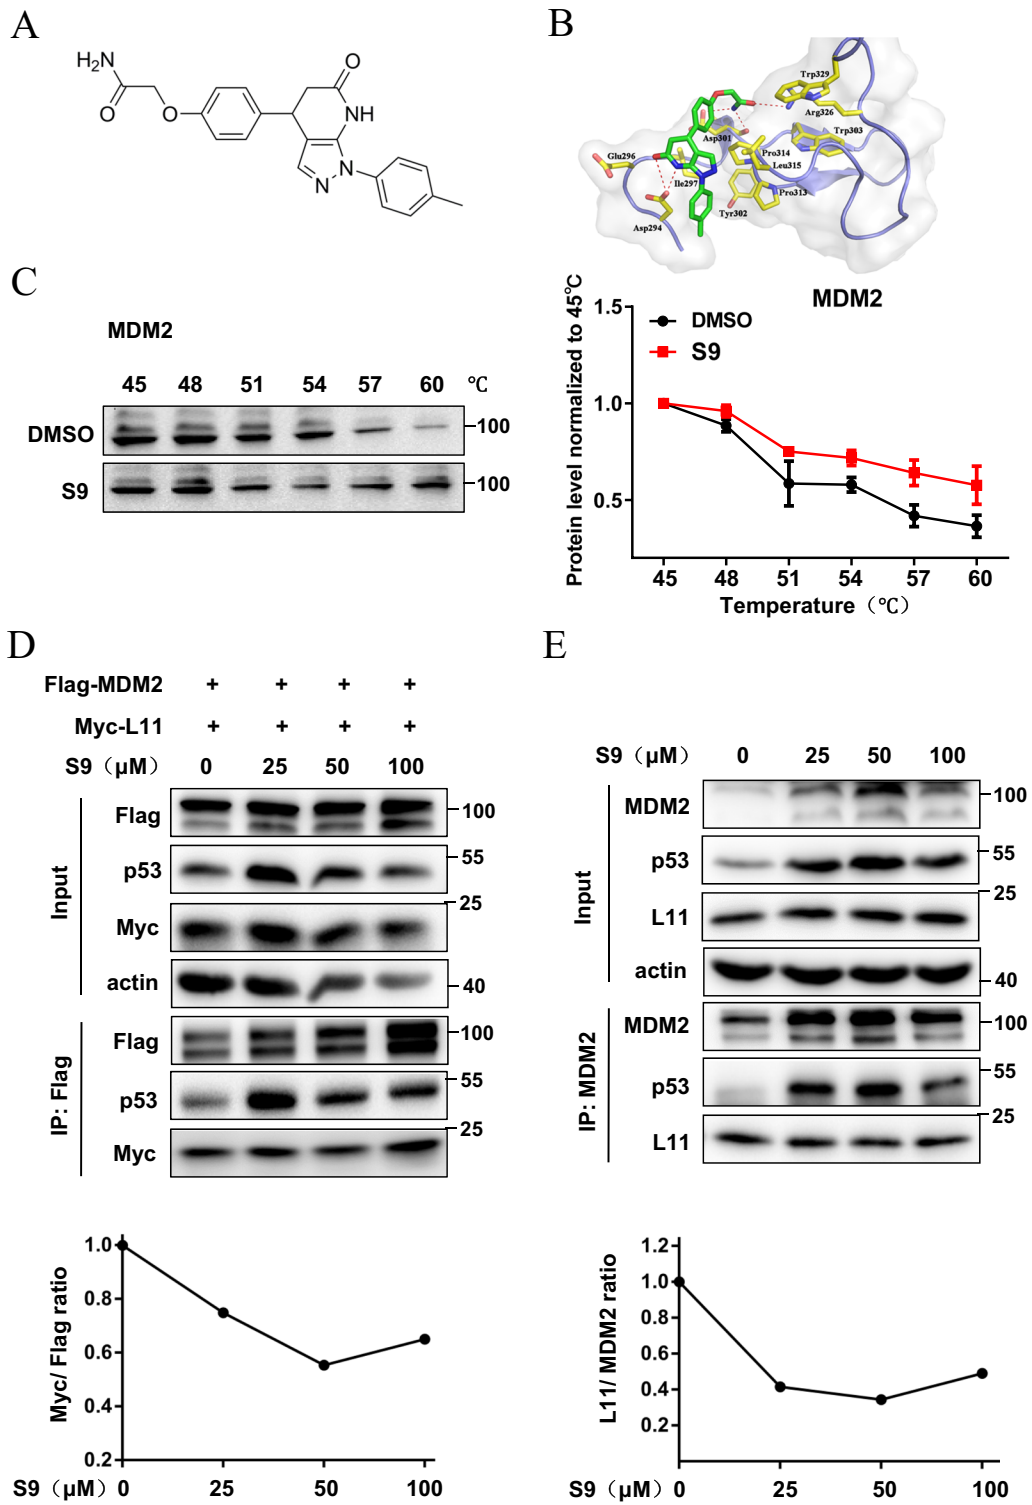 A
H₂N
O
O
O
NH
N
N
B
Trp329
Arg326
Trp303
Asp301
Pro314
Leu315
Glu296
Ile297
Pro313
Tyr302
Asp294
C
MDM2
45 48 51 54 57 60 ℃
DMSO
100
S9
100
MDM2
DMSO
S9
Protein level normalized to 45℃
1.5
1.0
0.5
45 48 51 54 57 60
Temperature（℃）
D
Flag-MDM2 + + + +
Myc-L11 + + + +
S9（μM） 0 25 50 100
Input
Flag
100
p53
55
Myc
25
actin
40
IP: Flag
Flag
100
p53
55
Myc
25
Myc/ Flag ratio
1.0
0.8
0.6
0.4
0.2
0 25 50 100
S9（μM）
E
S9（μM） 0 25 50 100
Input
MDM2
100
p53
55
L11
25
actin
40
IP: MDM2
MDM2
100
p53
55
L11
25
L11/ MDM2 ratio
1.2
1.0
0.8
0.6
0.4
0.2
0 25 50 100
S9（μM）